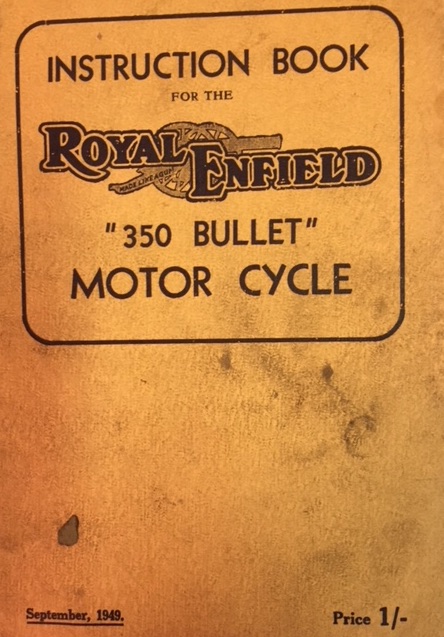 INSTRUCTION BOOK
FOR THE
ROYAL ENFIELD
MADE LIKE A GUN
"350 BULLET"
MOTOR CYCLE
September, 1949.
Price 1/-